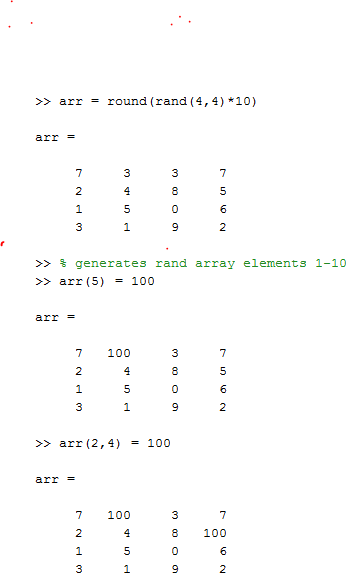 >> arr = round(rand(4,4)*10)
arr =
7 3 3 7
2 4 8 5
1 5 0 6
3 1 9 2
>> % generates rand array elements 1-10
>> arr(5) = 100
arr =
7 100 3 7
2 4 8 5
1 5 0 6
3 1 9 2
>> arr(2,4) = 100
arr =
7 100 3 7
2 4 8 100
1 5 0 6
3 1 9 2